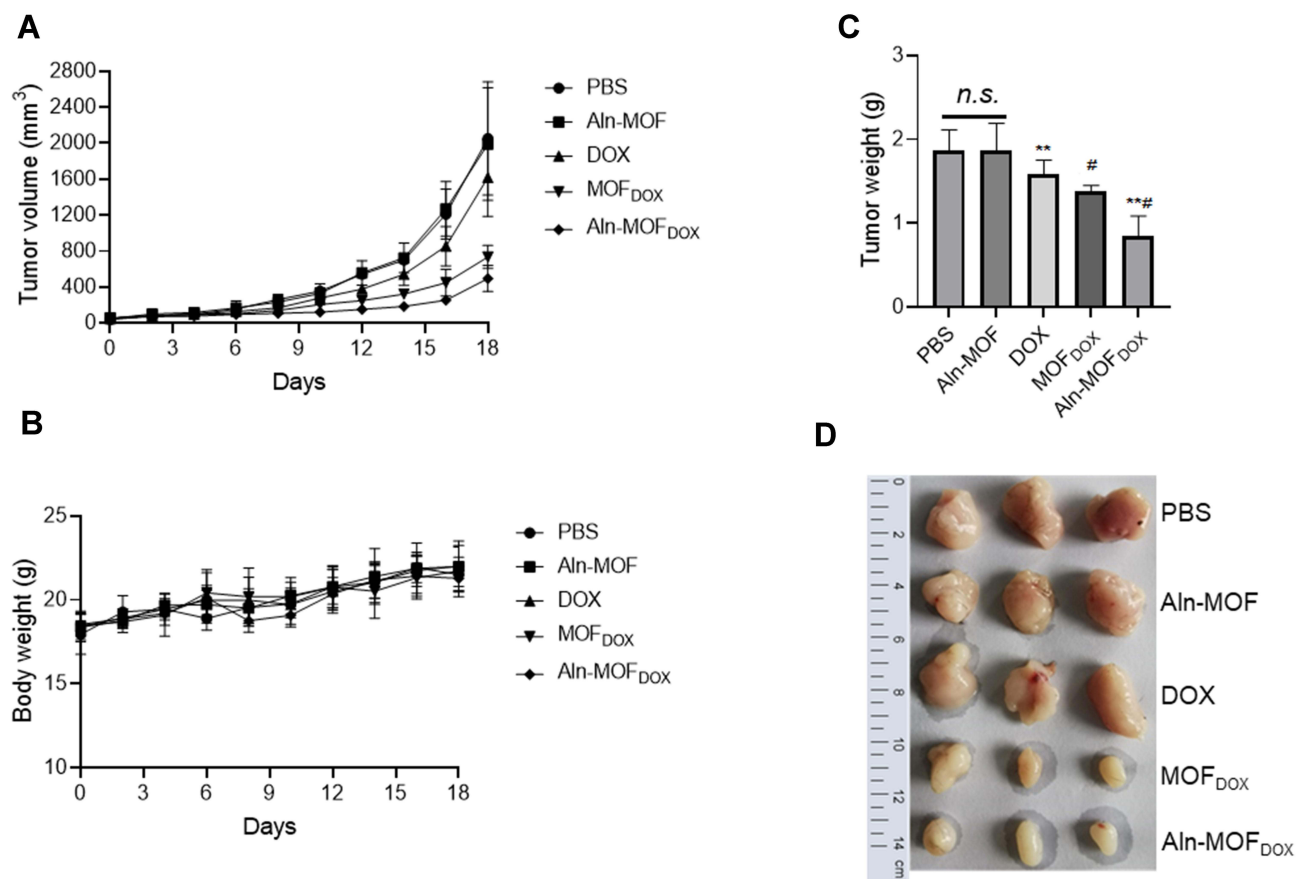 A
Tumor volume (mm3)
2800
2400
2000
1600
1200
800
400
0
0 3 6 9 12 15 18
Days
PBS
Aln-MOF
DOX
MOFDOX
Aln-MOFDOX
B
Body weight (g)
25
20
15
10
0 3 6 9 12 15 18
Days
PBS
Aln-MOF
DOX
MOFDOX
Aln-MOFDOX
C
Tumor weight (g)
3
2
1
0
n.s.
**
#
**#
PBS
Aln-MOF
DOX
MOFDOX
Aln-MOFDOX
D
0
2
4
6
8
10
12
14 cm
PBS
Aln-MOF
DOX
MOFDOX
Aln-MOFDOX